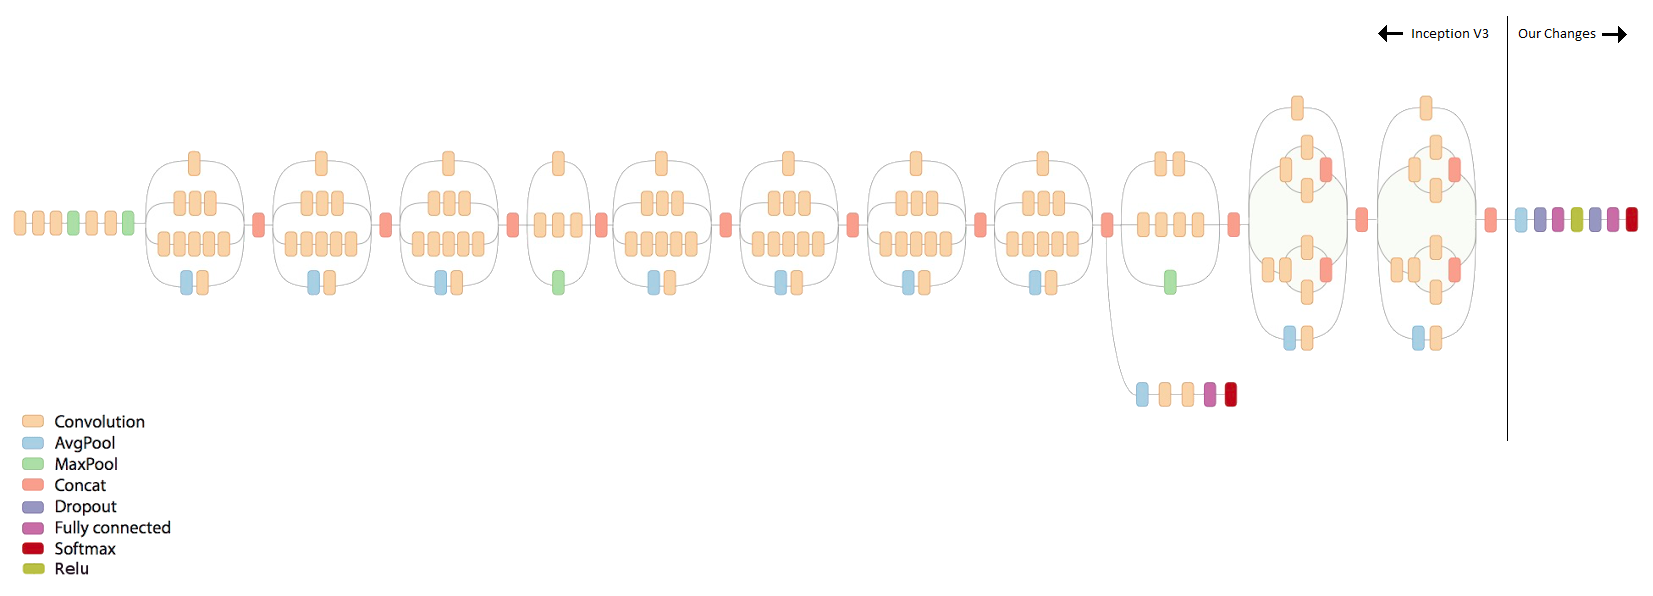 Inception V3
Our Changes
Convolution
AvgPool
MaxPool
Concat
Dropout
Fully connected
Softmax
Relu